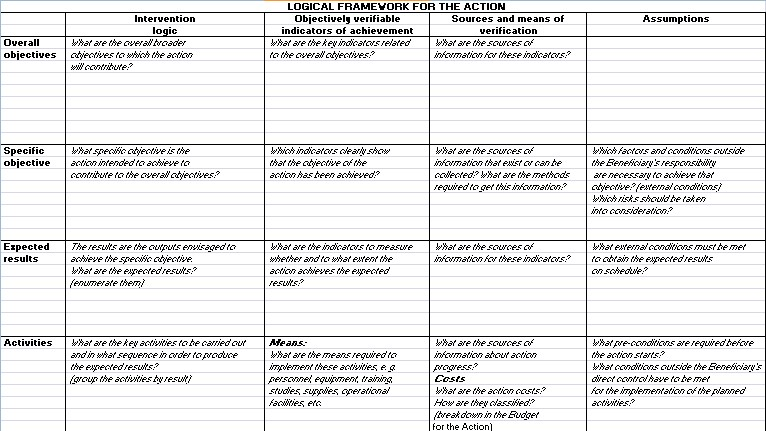 LOGICAL FRAMEWORK FOR THE ACTION
Intervention
logic
Objectively verifiable
indicators of achievement
Sources and means of
verification
Assumptions
Overall
objectives
What are the overall broader
objectives to which the action
will contribute?
What are the key indicators related
to the overall objectives?
What are the sources of
information for these indicators?
Specific
objective
What specific objective is the
action intended to achieve to
contribute to the overall objectives?
Which indicators clearly show
that the objective of the
action has been achieved?
What are the sources of
information that exist or can be
collected? What are the methods
required to get this information?
Which factors and conditions outside
the Beneficiary's responsibility
are necessary to achieve that
objective? (external conditions)
Which risks should be taken
into consideration?
Expected
results
The results are the outputs envisaged to
achieve the specific objective.
What are the expected results?
(enumerate them)
What are the indicators to measure
whether and to what extent the
action achieves the expected
results?
What are the sources of
information for these indicators?
What external conditions must be met
to obtain the expected results
on schedule?
Activities
What are the key activities to be carried out
and in what sequence in order to produce
the expected results?
(group the activities by result)
Means:
What are the means required to
implement these activities, e. g.
personnel, equipment, training,
studies, supplies, operational
facilities, etc.
What are the sources of
information about action
progress?
Costs
What are the action costs?
How are they classified?
(breakdown in the Budget
for the Action)
What pre-conditions are required before
the action starts?
What conditions outside the Beneficiary's
direct control have to be met
for the implementation of the planned
activities?